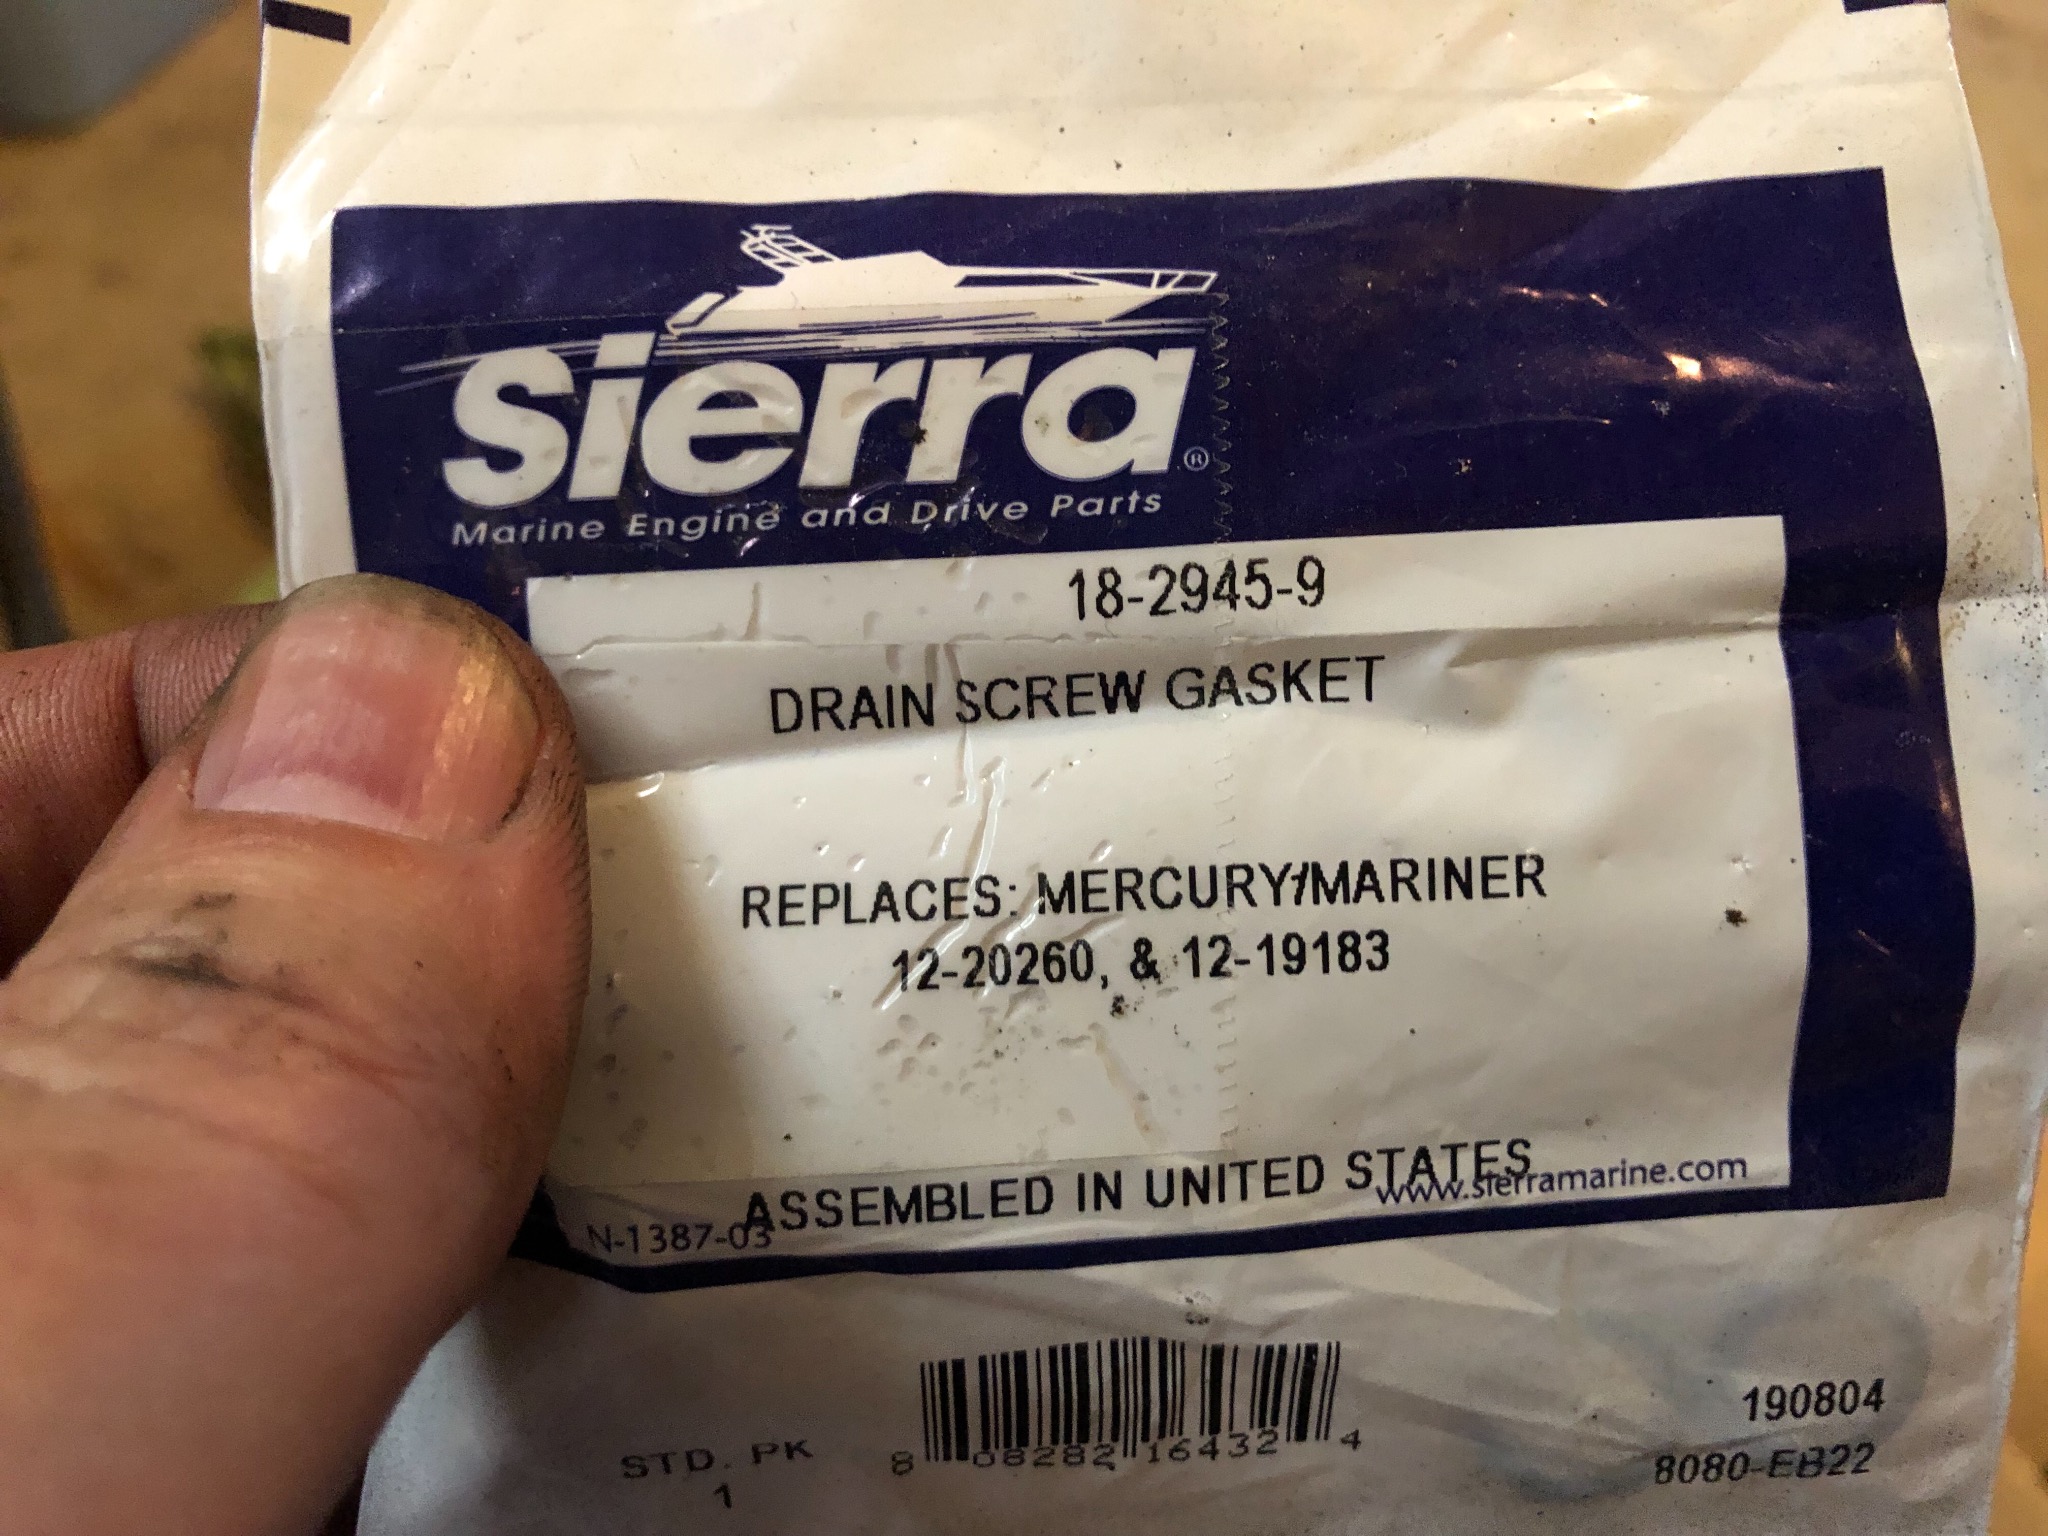 Sierra®
Marine Engine and Drive Parts
18-2945-9
DRAIN SCREW GASKET
REPLACES: MERCURY/MARINER
12-20260, & 12-19183
ASSEMBLED IN UNITED STATES
www.sierramarine.com
N-1387-03
STD. PK
1
8 08282 16432 4
190804
8080-EB22